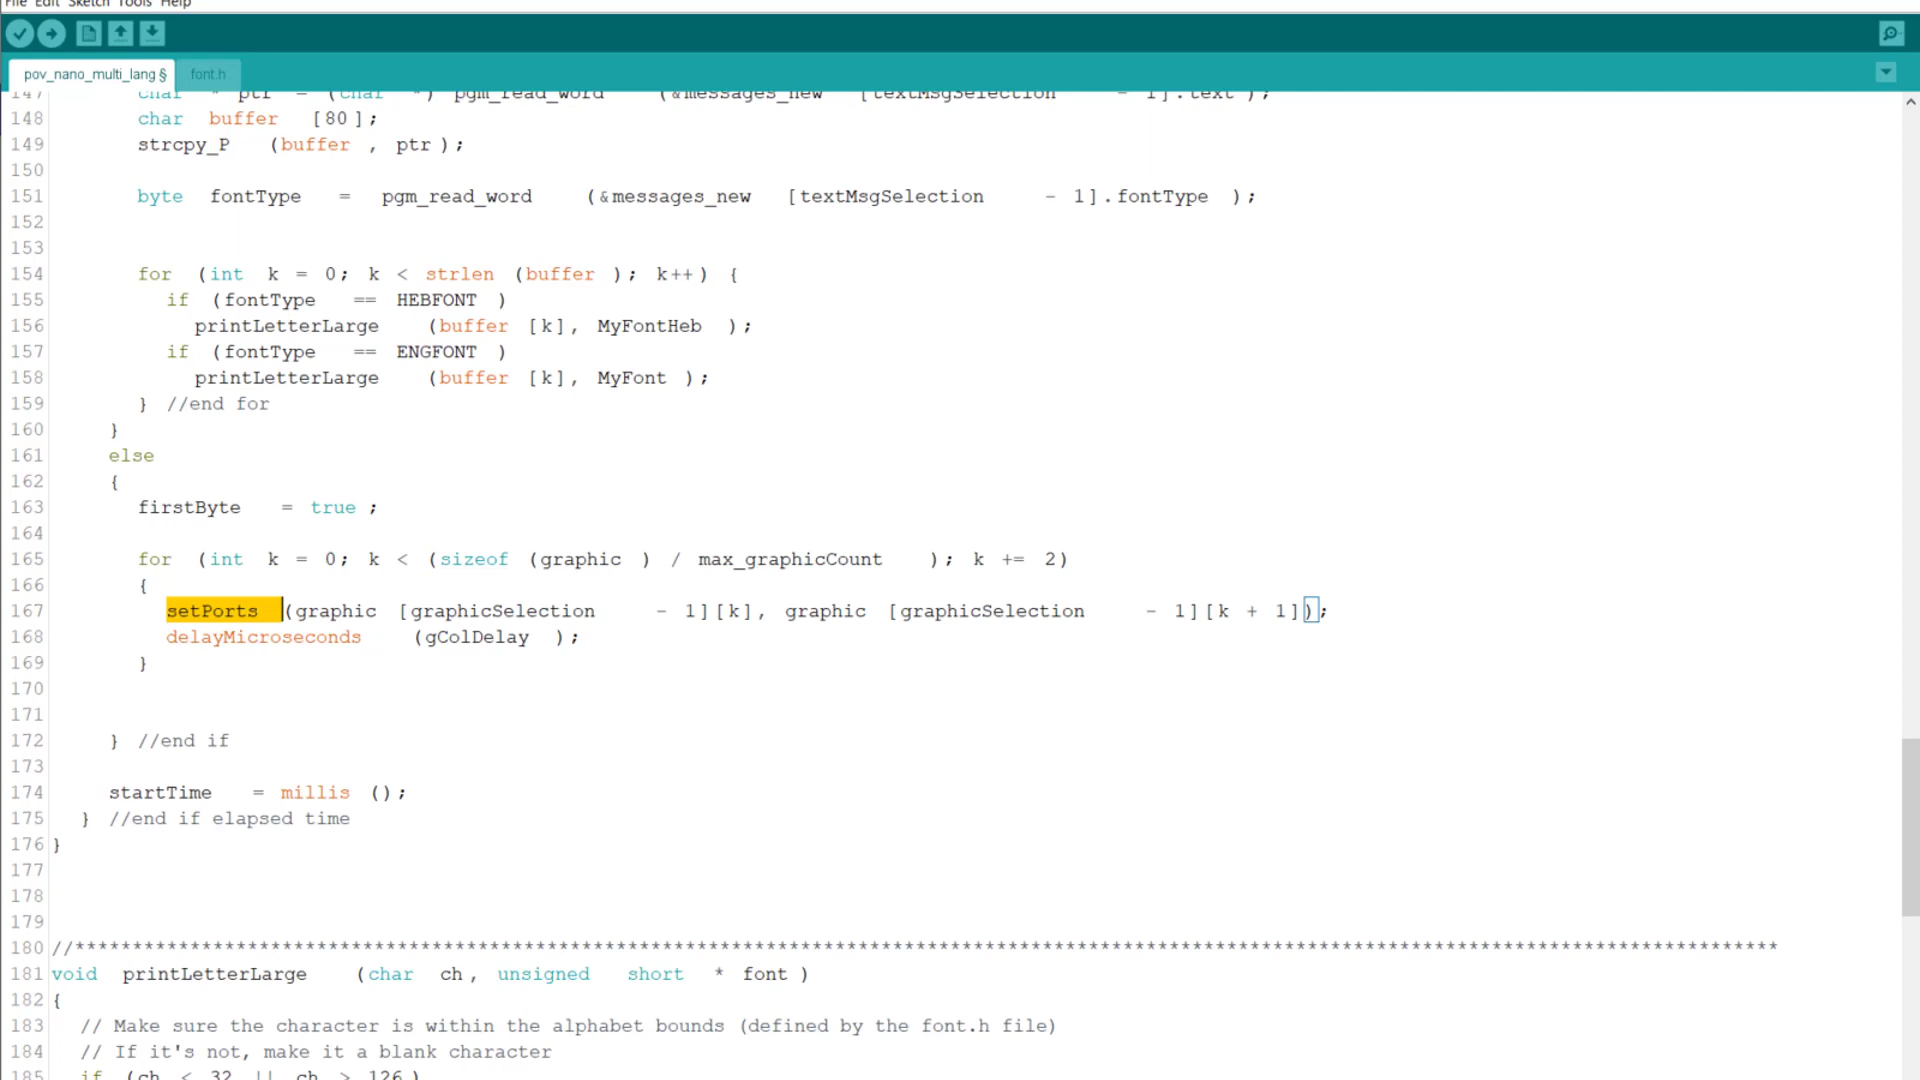 File Edit Sketch Tools Help
pov_nano_multi_lang § font.h
147 char * ptr = (char *) pgm_read_word (&messages_new [textMsgSelection - 1].text );
148 char buffer [80 ];
149 strcpy_P (buffer , ptr );
150
151 byte fontType = pgm_read_word (&messages_new [textMsgSelection - 1].fontType );
152
153
154 for (int k = 0; k < strlen (buffer ); k++) {
155 if (fontType == HEBFONT )
156 printLetterLarge (buffer [k], MyFontHeb );
157 if (fontType == ENGFONT )
158 printLetterLarge (buffer [k], MyFont );
159 } //end for
160 }
161 else
162 {
163 firstByte = true ;
164
165 for (int k = 0; k < (sizeof (graphic ) / max_graphicCount ); k += 2)
166 {
167 setPorts (graphic [graphicSelection - 1][k], graphic [graphicSelection - 1][k + 1]);
168 delayMicroseconds (gColDelay );
169 }
170
171
172 } //end if
173
174 startTime = millis ();
175 } //end if elapsed time
176 }
177
178
179
180 //****************************************************************************************************************************************************
181 void printLetterLarge (char ch , unsigned short * font )
182 {
183 // Make sure the character is within the alphabet bounds (defined by the font.h file)
184 // If it's not, make it a blank character
185 if (ch < 32 || ch > 126 )